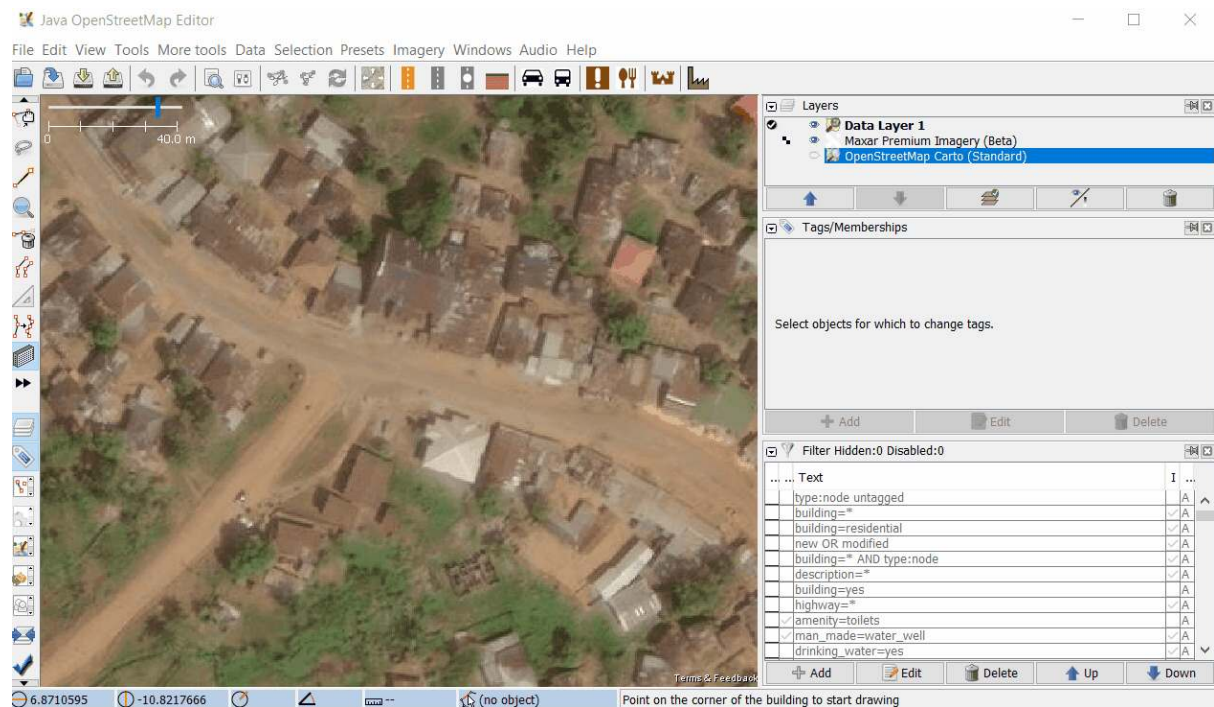 Java OpenStreetMap Editor
File Edit View Tools More tools Data Selection Presets Imagery Windows Audio Help
0
40.0 m
Layers
Data Layer 1
Maxar Premium Imagery (Beta)
OpenStreetMap Carto (Standard)
Tags/Memberships
Select objects for which to change tags.
Add Edit Delete
Filter Hidden:0 Disabled:0
... ... Text I ...
type:node untagged A
building=* A
building=residential A
new OR modified A
building=* AND type:node A
description=* A
building=yes A
highway=* A
amenity=toilets A
man_made=water_well A
drinking_water=yes A
Add Edit Delete Up Down
Terms & Feedback
6.8710595 -10.8217666 -- (no object) Point on the corner of the building to start drawing